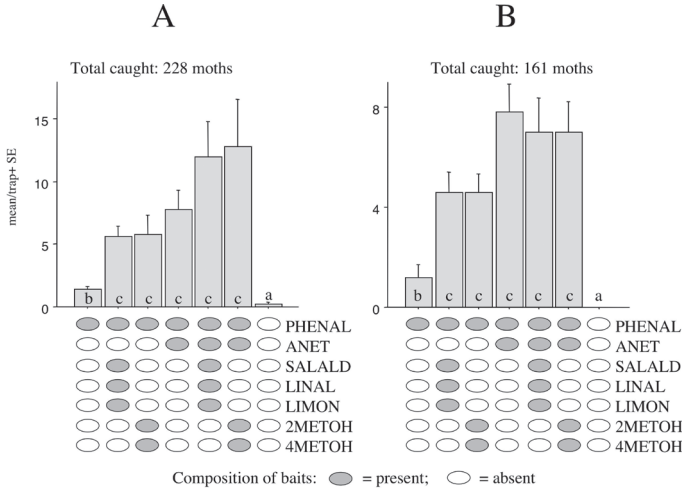 A
B
Total caught: 228 moths
Total caught: 161 moths
mean/trap+ SE
15
10
5
0
b c c c c c a
8
4
0
b c c c c c a
PHENAL
ANET
SALALD
LINAL
LIMON
2METOH
4METOH
PHENAL
ANET
SALALD
LINAL
LIMON
2METOH
4METOH
Composition of baits: = present; = absent